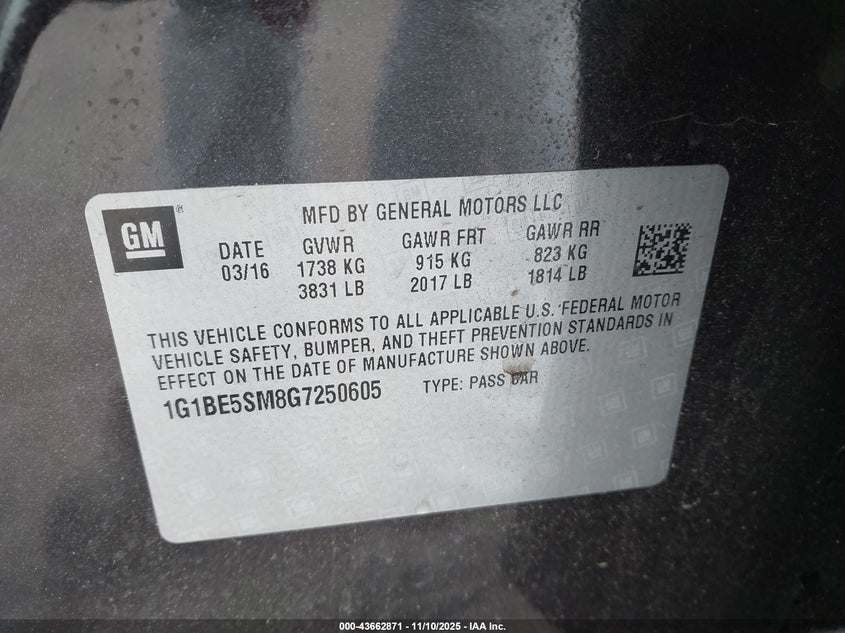 GM®
MFD BY GENERAL MOTORS LLC
DATE GVWR GAWR FRT GAWR RR
03/16 1738 KG 915 KG 823 KG
3831 LB 2017 LB 1814 LB
THIS VEHICLE CONFORMS TO ALL APPLICABLE U.S. FEDERAL MOTOR
VEHICLE SAFETY, BUMPER, AND THEFT PREVENTION STANDARDS IN
EFFECT ON THE DATE OF MANUFACTURE SHOWN ABOVE.
1G1BE5SM8G7250605 TYPE: PASS CAR
000-43662871 - 11/10/2025 - IAA Inc.